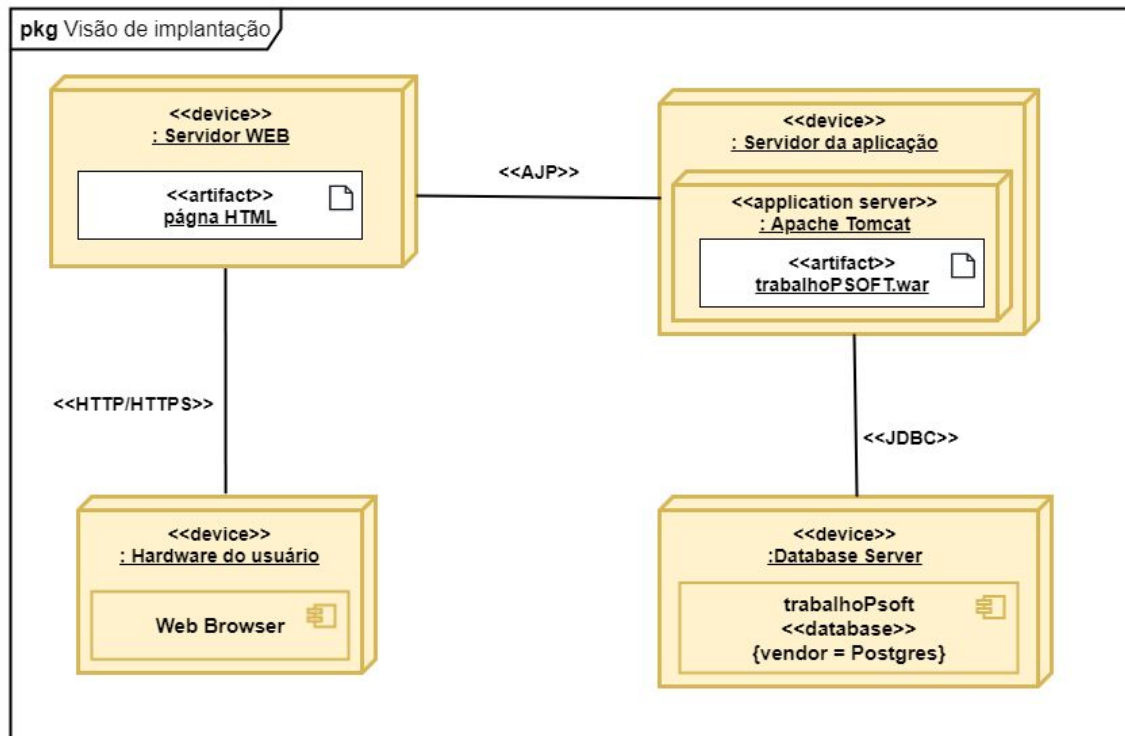 pkg Visão de implantação
<<device>>
: Servidor WEB
<<artifact>>
págna HTML
<<AJP>>
<<device>>
: Servidor da aplicação
<<application server>>
: Apache Tomcat
<<artifact>>
trabalhoPSOFT.war
<<HTTP/HTTPS>>
<<JDBC>>
<<device>>
: Hardware do usuário
Web Browser
<<device>>
:Database Server
trabalhoPsoft
<<database>>
{vendor = Postgres}